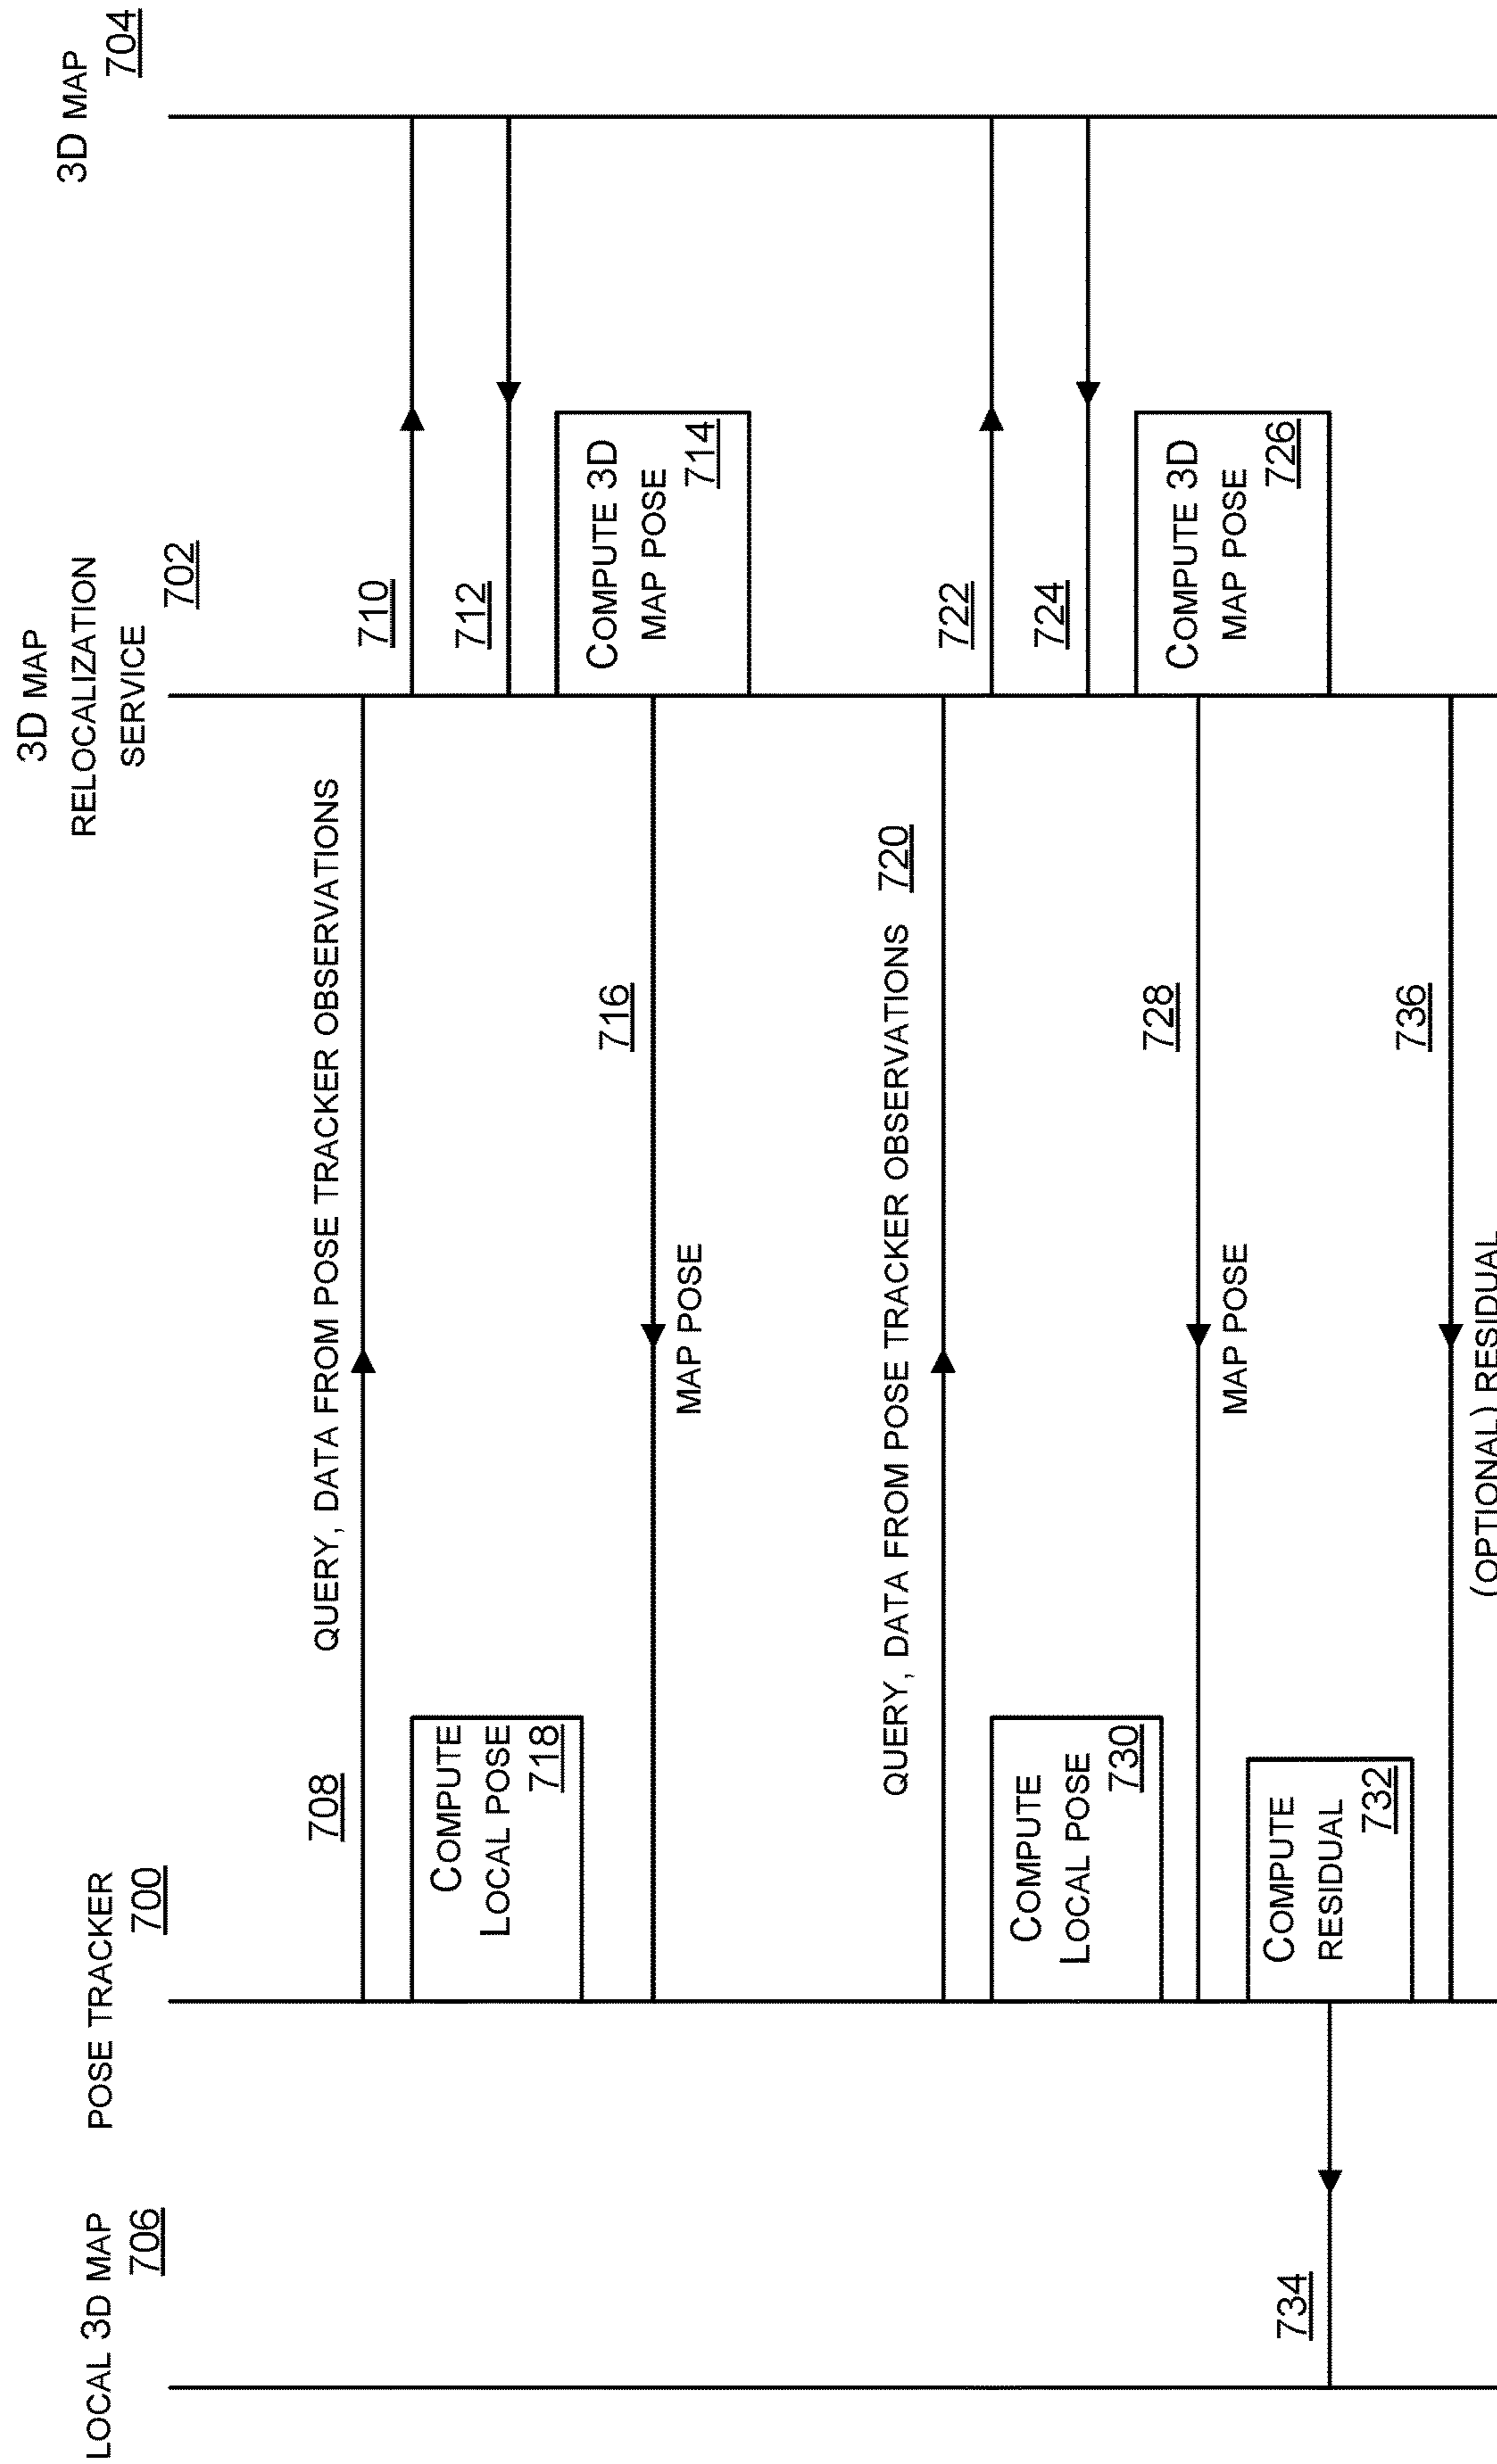 LOCAL 3D MAP
706
POSE TRACKER
700
3D MAP
RELOCALIZATION
SERVICE
702
3D MAP
704
708
QUERY, DATA FROM POSE TRACKER OBSERVATIONS
710
712
COMPUTE
LOCAL POSE
718
COMPUTE 3D
MAP POSE
714
716
MAP POSE
QUERY, DATA FROM POSE TRACKER OBSERVATIONS 720
722
724
COMPUTE
LOCAL POSE
730
COMPUTE 3D
MAP POSE
726
728
MAP POSE
COMPUTE
RESIDUAL
732
734
736
(OPTIONAL) RESIDUAL